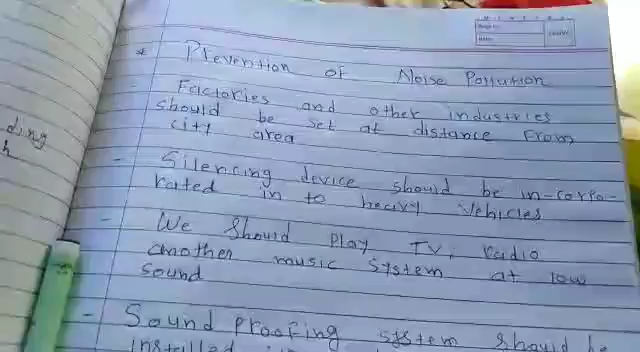 * Prevention of Noise Pollution
- Factories and other industries
should be set at distance from
city area
- Silencing device should be in-corpo-
rated in to heavy vehicles
- We should play TV, radio
another music system at low
sound
- Sound proofing system should be
installed
ding